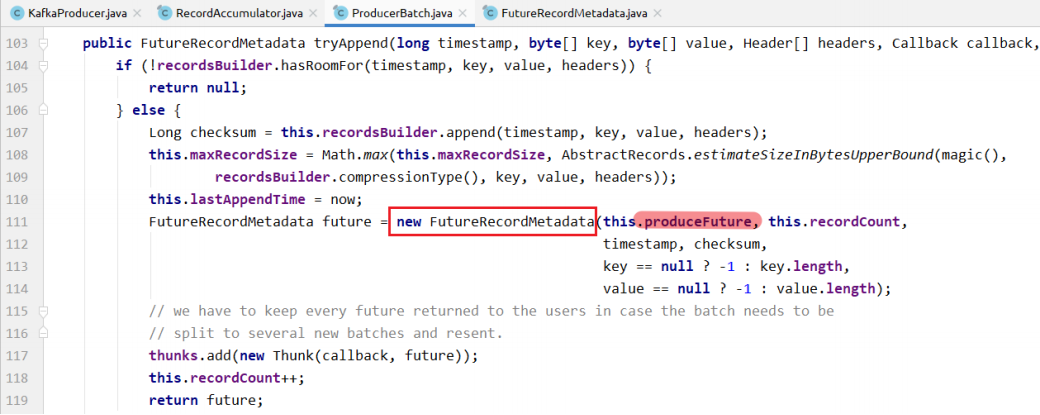 KafkaProducer.java × RecordAccumulator.java × ProducerBatch.java × FutureRecordMetadata.java ×
103 public FutureRecordMetadata tryAppend(long timestamp, byte[] key, byte[] value, Header[] headers, Callback callback,
104 if (!recordsBuilder.hasRoomFor(timestamp, key, value, headers)) {
105 return null;
106 } else {
107 Long checksum = this.recordsBuilder.append(timestamp, key, value, headers);
108 this.maxRecordSize = Math.max(this.maxRecordSize, AbstractRecords.estimateSizeInBytesUpperBound(magic(),
109 recordsBuilder.compressionType(), key, value, headers));
110 this.lastAppendTime = now;
111 FutureRecordMetadata future = new FutureRecordMetadata(this.produceFuture, this.recordCount,
112 timestamp, checksum,
113 key == null ? -1 : key.length,
114 value == null ? -1 : value.length);
115 // we have to keep every future returned to the users in case the batch needs to be
116 // split to several new batches and resent.
117 thunks.add(new Thunk(callback, future));
118 this.recordCount++;
119 return future;